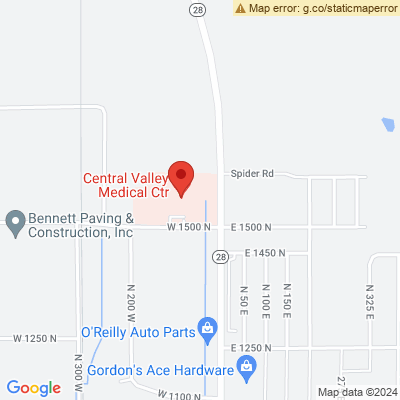 Map error: g.co/staticmaperror
28
Spider Rd
Central Valley
Medical Ctr
Bennett Paving &
Construction, Inc
W 1500 N
E 1500 N
28
E 1450 N
N 200 W
N 50 E
N 100 E
N 150 E
N 325 E
O'Reilly Auto Parts
W 1250 N
N 300 W
E 1250 N
Gordon's Ace Hardware
W 1100 N
27
Google
Map data ©2024